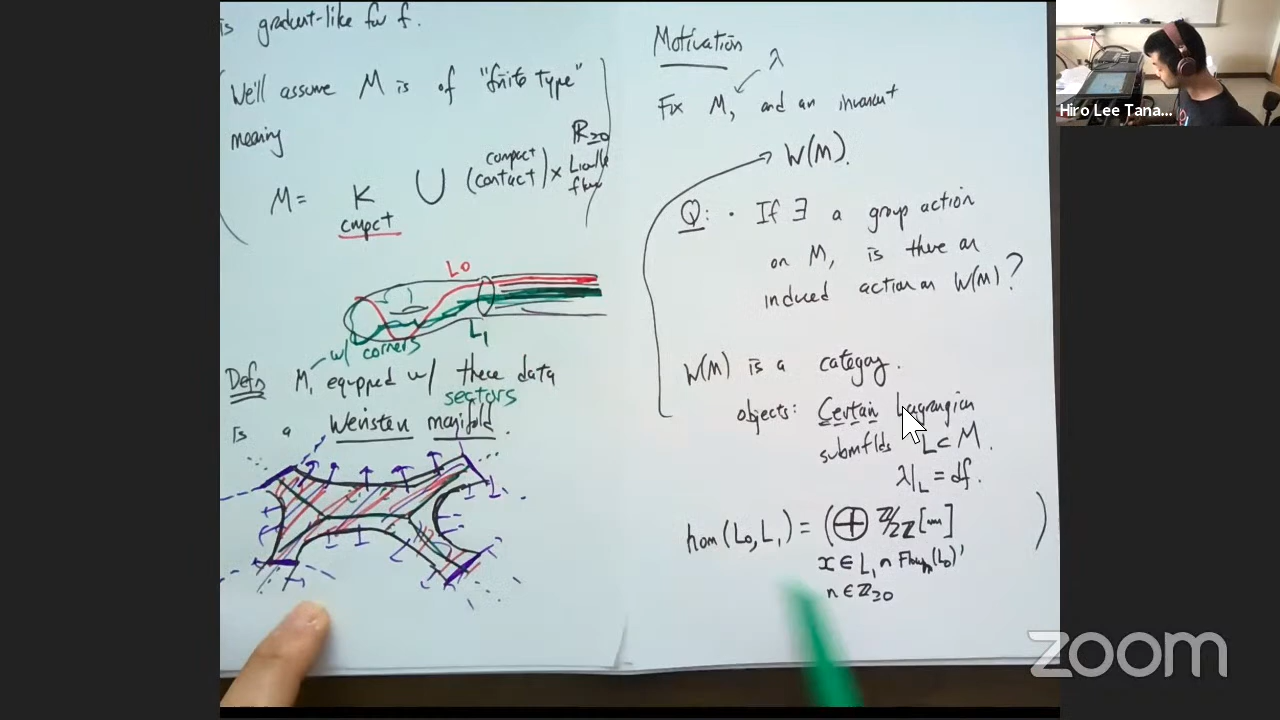 is gradient-like for f.
We'll assume M is of "finite type"
meaning
M = K ∪ (contact) × Liouville flow
cmpct
compact
R≥0
L0
L1
w/ corners
Defn M, equipped w/ these data
sectors
is a Weinstein manifold.
Motivation
λ
Fix M, and an invariant
W(M).
Q: · If ∃ a group action
on M, is there an
induced action on W(M)?
W(M) is a category.
objects: Certain Lagrangian
submflds L ⊂ M.
λ|_L = df.
hom(L0, L1) = (⊕ Z/2Z [
x ∈ L1 ∩ Flow_n(L0)
n ∈ Z≥0
Hiro Lee Tana...
zoom